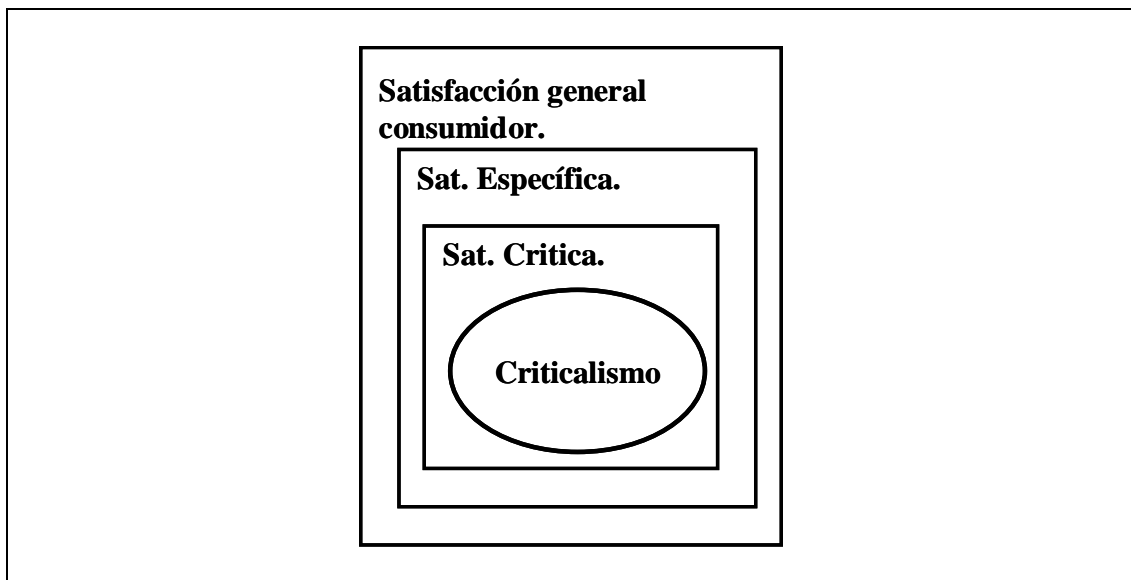 Satisfacción general
consumidor.
Sat. Específica.
Sat. Critica.
Criticalismo